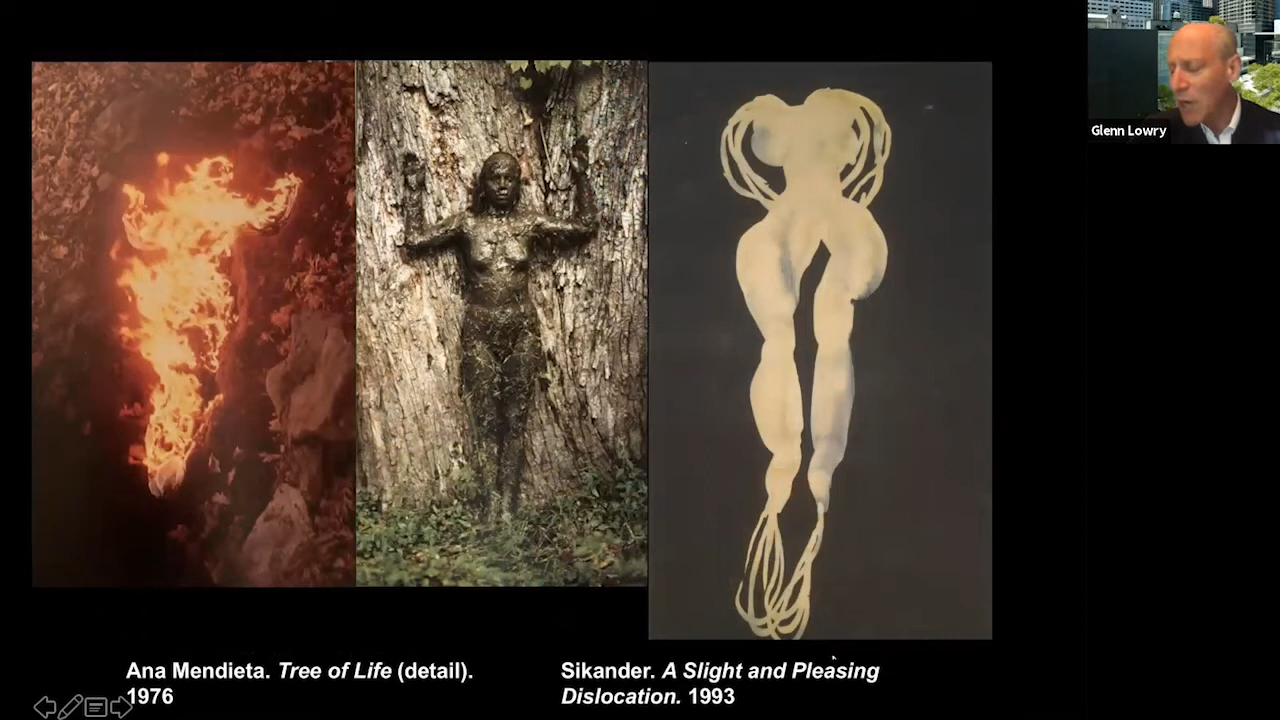 Glenn Lowry
Ana Mendieta. Tree of Life (detail).
1976
Sikander. A Slight and Pleasing
Dislocation. 1993